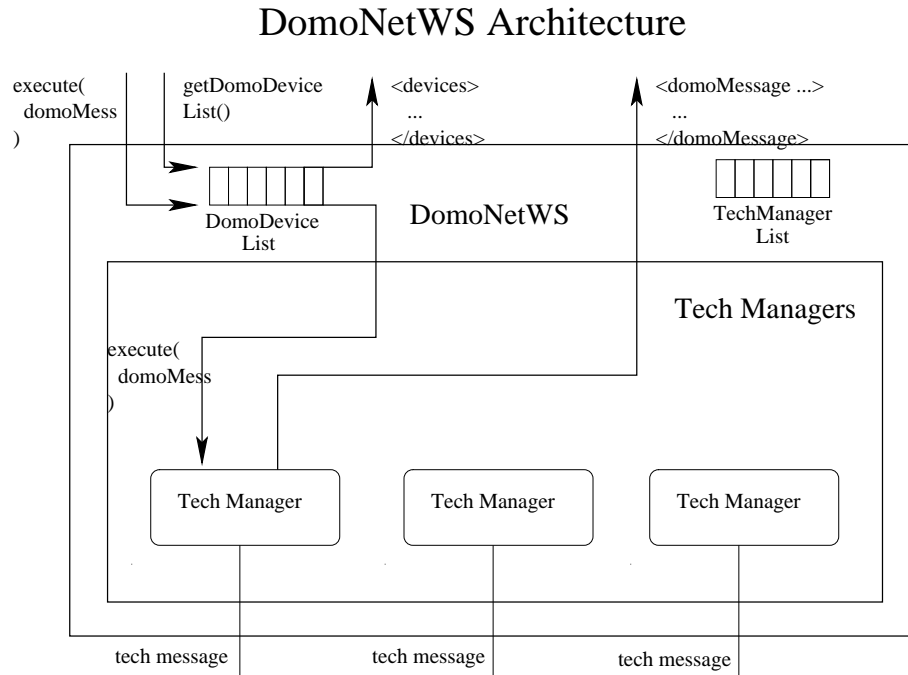 DomoNetWS Architecture
execute(
domoMess
)
getDomoDevice
List()
<devices>
...
</devices>
<domoMessage ...>
...
</domoMessage>
DomoDevice
List
DomoNetWS
TechManager
List
Tech Managers
execute(
domoMess
)
Tech Manager
Tech Manager
Tech Manager
tech message
tech message
tech message